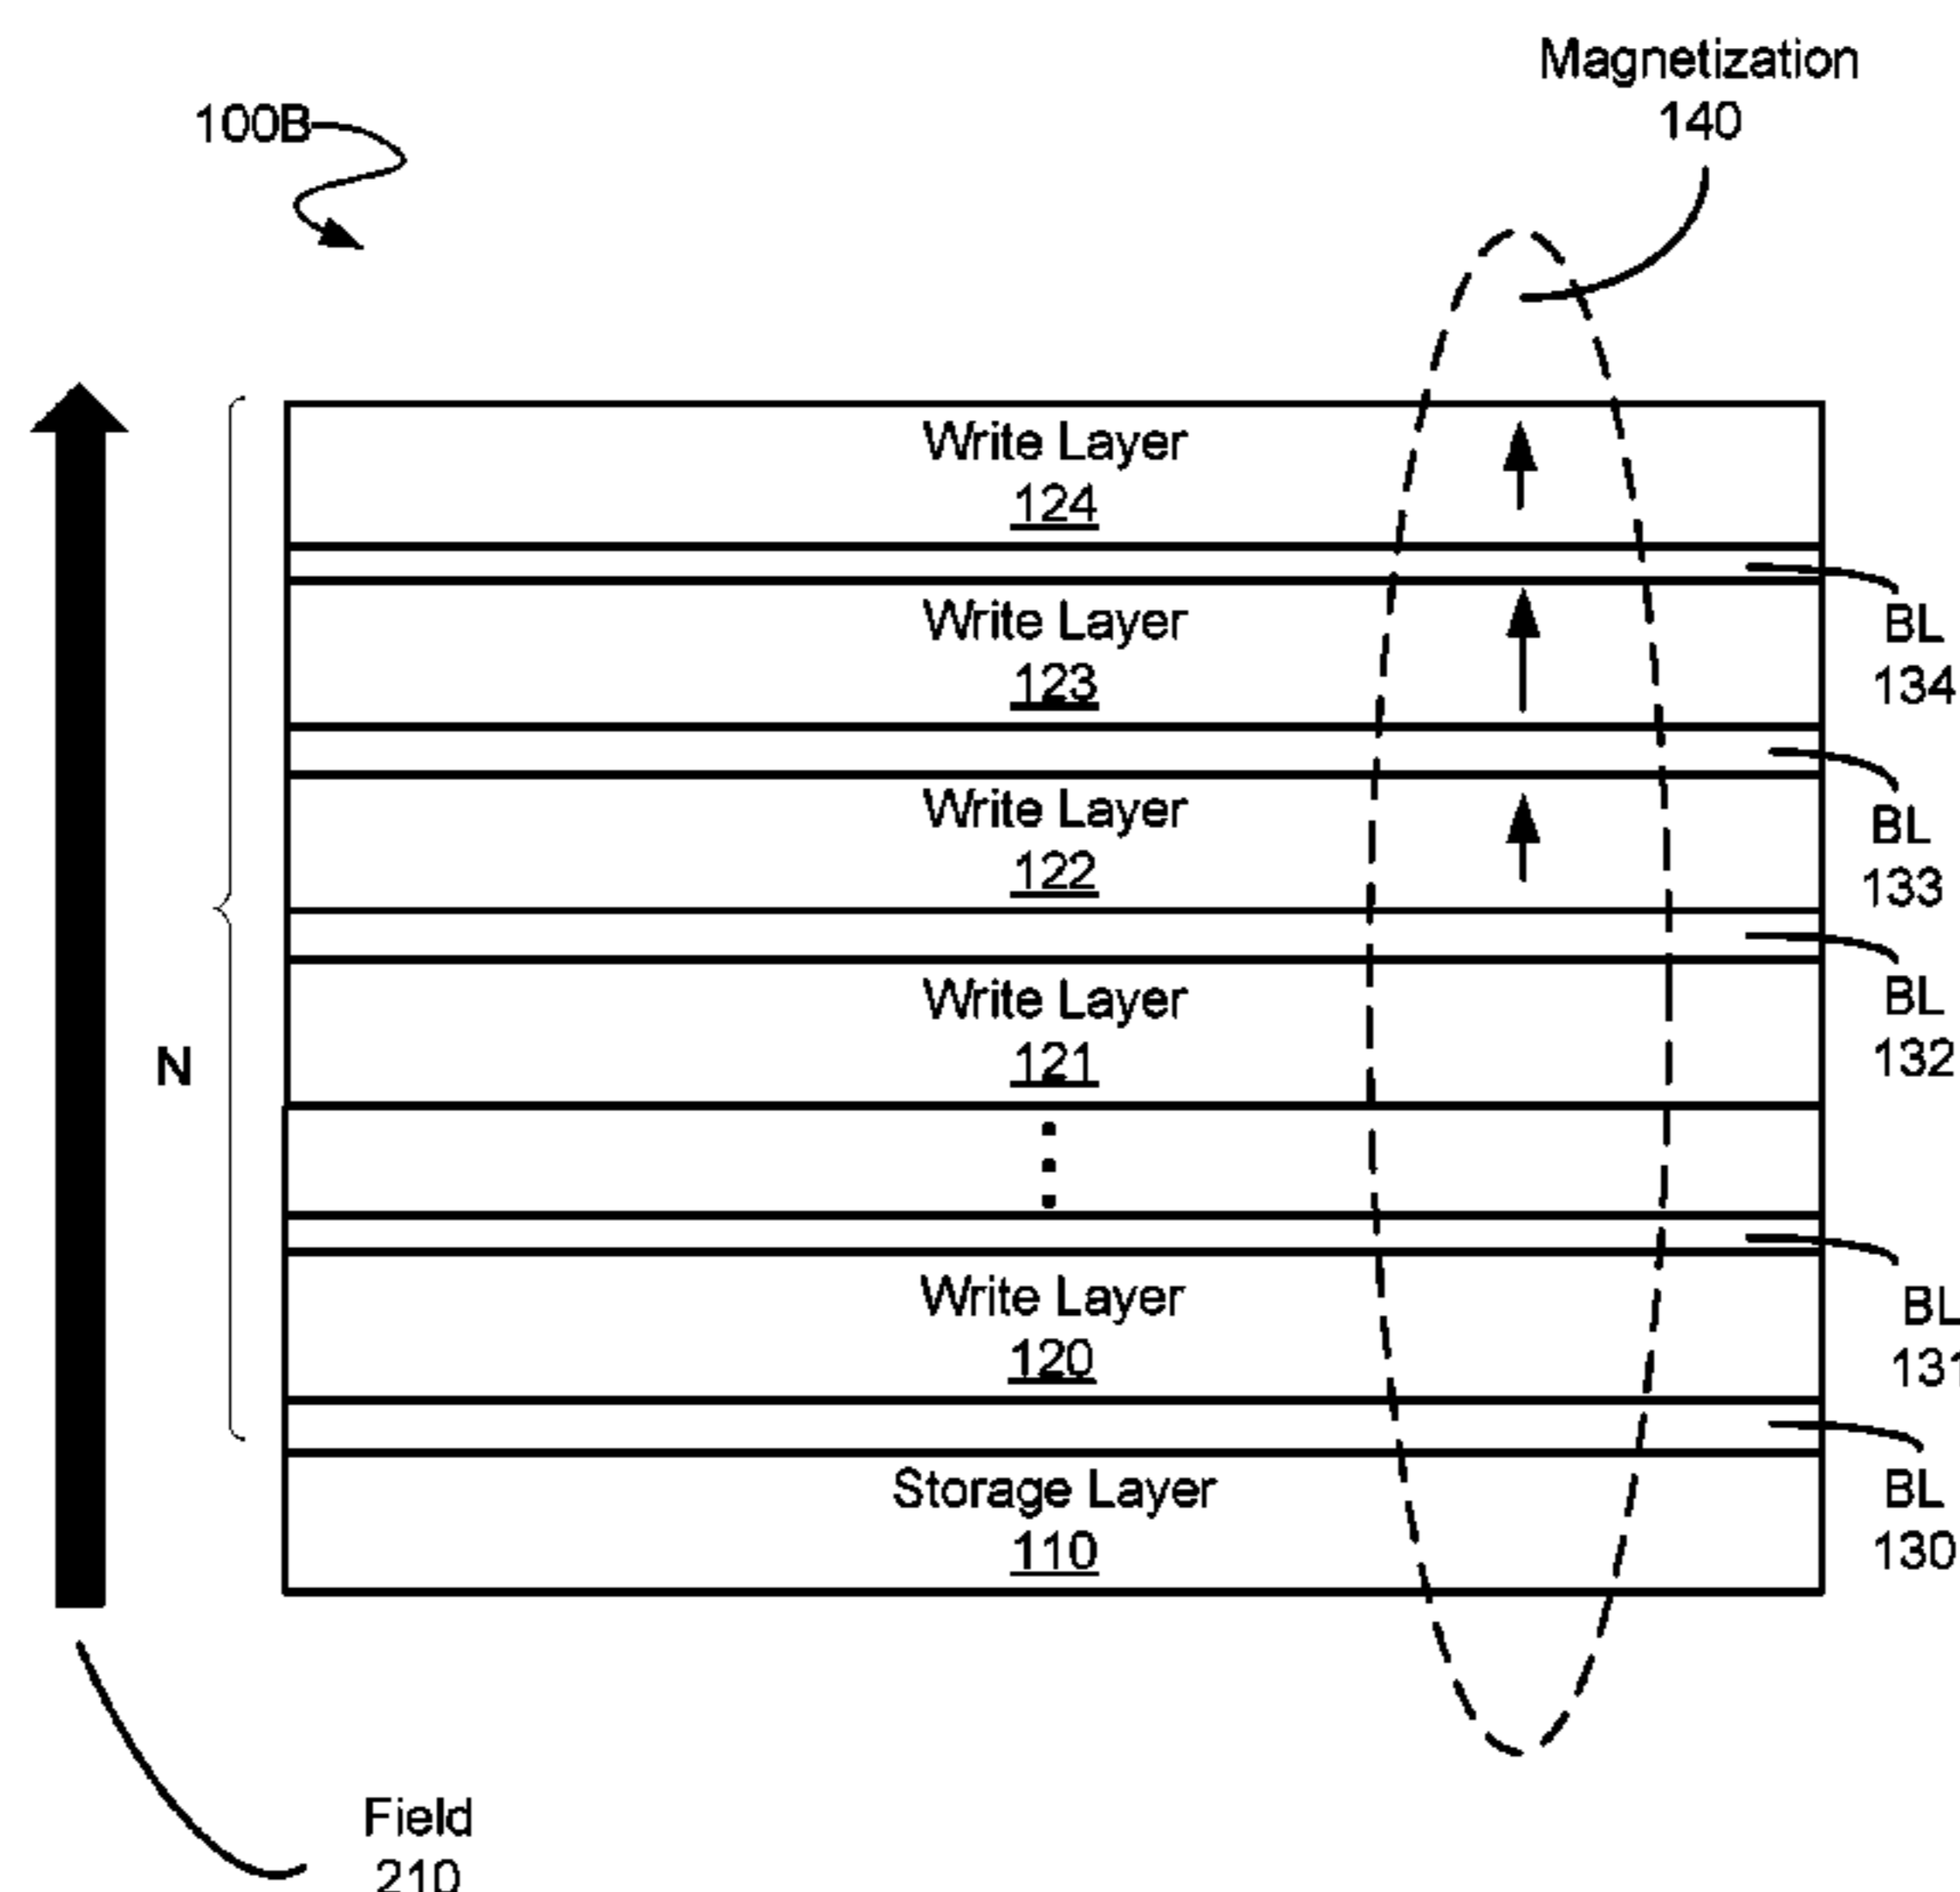 Magnetization
140
100B
Write Layer
124
BL
134
Write Layer
123
BL
133
Write Layer
122
BL
132
Write Layer
121
N
BL
131
Write Layer
120
BL
130
Storage Layer
110
Field
210